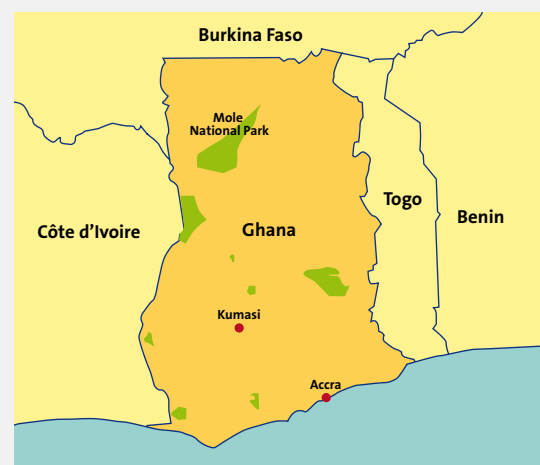 Burkina Faso
Mole
National Park
Togo
Benin
Côte d’Ivoire
Ghana
Kumasi
Accra